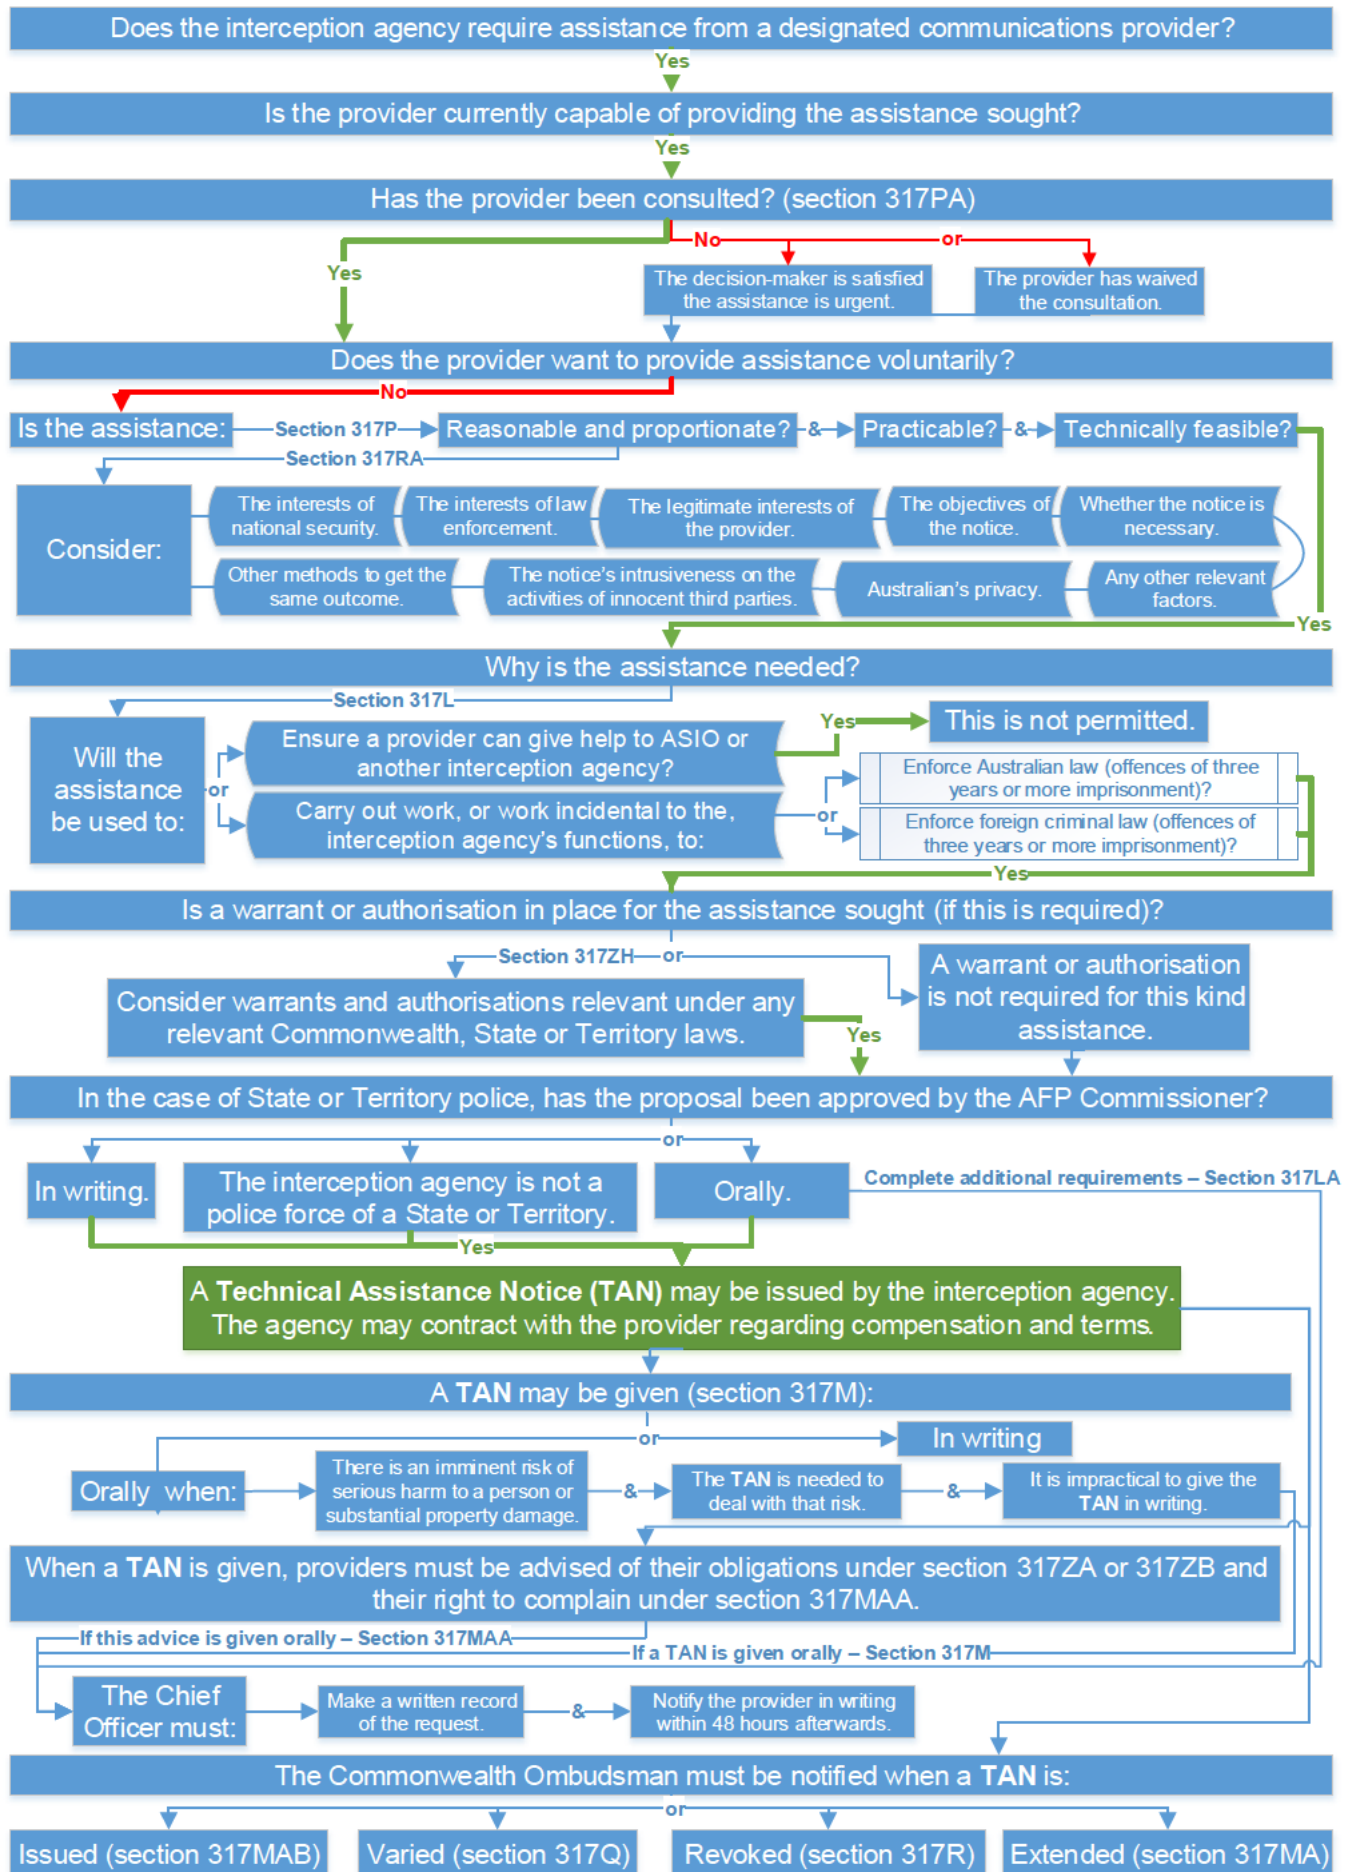 Does the interception agency require assistance from a designated communications provider?
Yes
Is the provider currently capable of providing the assistance sought?
Yes
Has the provider been consulted? (section 317PA)
No
or
Yes
The decision-maker is satisfied
the assistance is urgent.
The provider has waived
the consultation.
Does the provider want to provide assistance voluntarily?
No
Is the assistance:
Section 317P
Reasonable and proportionate?
&
Practicable?
&
Technically feasible?
Section 317RA
Consider:
The interests of
national security.
The interests of law
enforcement.
The legitimate interests of
the provider.
The objectives of
the notice.
Whether the notice is
necessary.
Other methods to get the
same outcome.
The notice's intrusiveness on the
activities of innocent third parties.
Australian's privacy.
Any other relevant
factors.
Yes
Why is the assistance needed?
Section 317L
Will the
assistance
be used to:
or
Ensure a provider can give help to ASIO or
another interception agency?
Yes
This is not permitted.
Carry out work, or work incidental to the,
interception agency's functions, to:
or
Enforce Australian law (offences of three
years or more imprisonment)?
Enforce foreign criminal law (offences of
three years or more imprisonment)?
Yes
Is a warrant or authorisation in place for the assistance sought (if this is required)?
Section 317ZH
or
Consider warrants and authorisations relevant under any
relevant Commonwealth, State or Territory laws.
Yes
A warrant or authorisation
is not required for this kind
assistance.
In the case of State or Territory police, has the proposal been approved by the AFP Commissioner?
or
In writing.
The interception agency is not a
police force of a State or Territory.
Orally.
Complete additional requirements – Section 317LA
Yes
A Technical Assistance Notice (TAN) may be issued by the interception agency.
The agency may contract with the provider regarding compensation and terms.
A TAN may be given (section 317M):
or
In writing
Orally when:
There is an imminent risk of
serious harm to a person or
substantial property damage.
&
The TAN is needed to
deal with that risk.
&
It is impractical to give the
TAN in writing.
When a TAN is given, providers must be advised of their obligations under section 317ZA or 317ZB and
their right to complain under section 317MAA.
If this advice is given orally – Section 317MAA
If a TAN is given orally – Section 317M
The Chief
Officer must:
Make a written record
of the request.
&
Notify the provider in writing
within 48 hours afterwards.
The Commonwealth Ombudsman must be notified when a TAN is:
or
Issued (section 317MAB)
Varied (section 317Q)
Revoked (section 317R)
Extended (section 317MA)